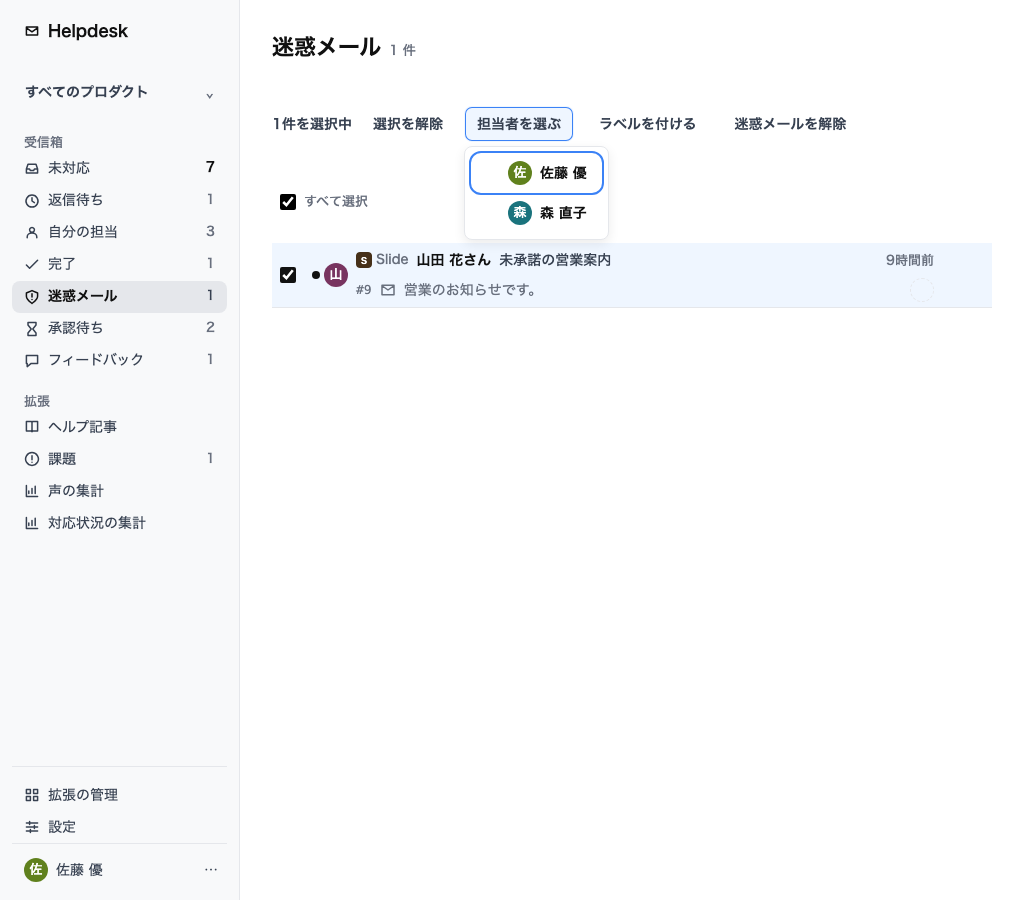 Helpdesk
すべてのプロダクト
受信箱
未対応 7
返信待ち 1
自分の担当 3
完了 1
迷惑メール 1
承認待ち 2
フィードバック 1
拡張
ヘルプ記事
課題 1
声の集計
対応状況の集計
拡張の管理
設定
佐 佐藤 優 …
迷惑メール 1 件
1件を選択中 選択を解除 担当者を選ぶ ラベルを付ける 迷惑メールを解除
佐 佐藤 優
森 森 直子
すべて選択
山 S Slide 山田 花さん 未承諾の営業案内 9時間前
#9 営業のお知らせです。